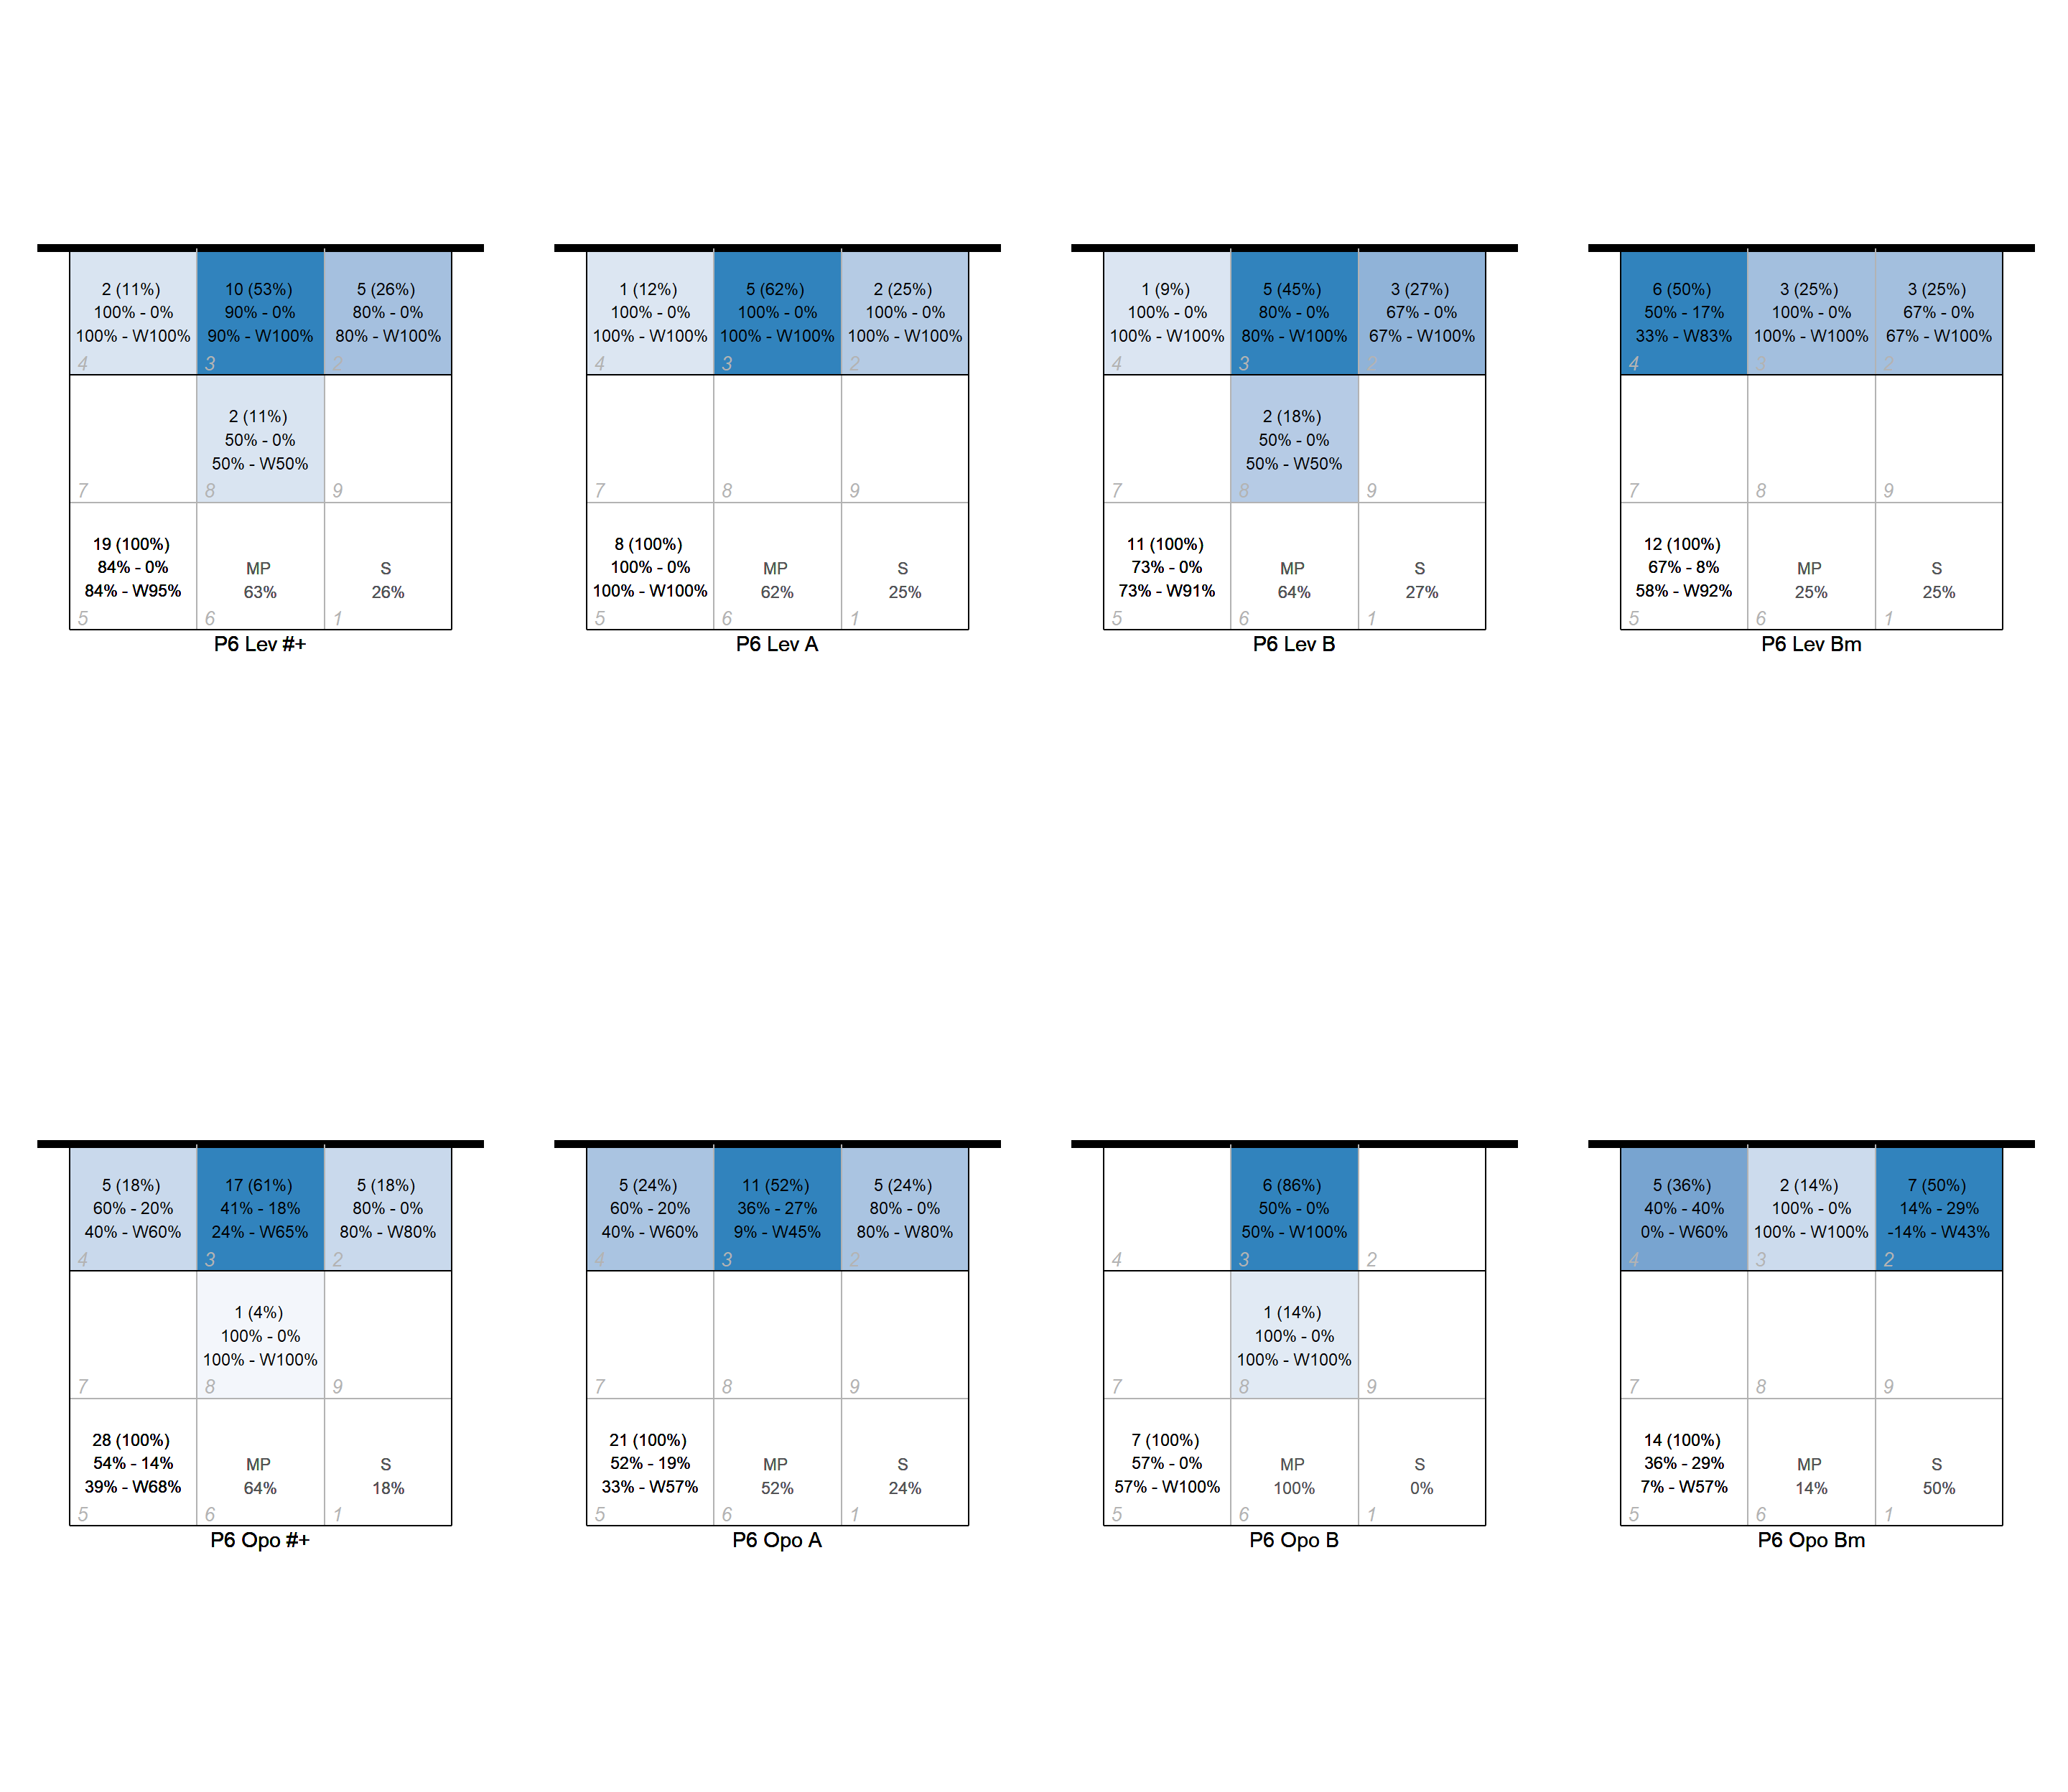 2 (11%)
100% - 0%
100% - W100%
4
10 (53%)
90% - 0%
90% - W100%
3
5 (26%)
80% - 0%
80% - W100%
2
7
2 (11%)
50% - 0%
50% - W50%
8
9
19 (100%)
84% - 0%
84% - W95%
5
MP
63%
6
S
26%
1
P6 Lev #+
1 (12%)
100% - 0%
100% - W100%
4
5 (62%)
100% - 0%
100% - W100%
3
2 (25%)
100% - 0%
100% - W100%
2
7
8
9
8 (100%)
100% - 0%
100% - W100%
5
MP
62%
6
S
25%
1
P6 Lev A
1 (9%)
100% - 0%
100% - W100%
4
5 (45%)
80% - 0%
80% - W100%
3
3 (27%)
67% - 0%
67% - W100%
2
7
2 (18%)
50% - 0%
50% - W50%
8
9
11 (100%)
73% - 0%
73% - W91%
5
MP
64%
6
S
27%
1
P6 Lev B
6 (50%)
50% - 17%
33% - W83%
4
3 (25%)
100% - 0%
100% - W100%
3
3 (25%)
67% - 0%
67% - W100%
2
7
8
9
12 (100%)
67% - 8%
58% - W92%
5
MP
25%
6
S
25%
1
P6 Lev Bm
5 (18%)
60% - 20%
40% - W60%
4
17 (61%)
41% - 18%
24% - W65%
3
5 (18%)
80% - 0%
80% - W80%
2
7
1 (4%)
100% - 0%
100% - W100%
8
9
28 (100%)
54% - 14%
39% - W68%
5
MP
64%
6
S
18%
1
P6 Opo #+
5 (24%)
60% - 20%
40% - W60%
4
11 (52%)
36% - 27%
9% - W45%
3
5 (24%)
80% - 0%
80% - W80%
2
7
8
9
21 (100%)
52% - 19%
33% - W57%
5
MP
52%
6
S
24%
1
P6 Opo A
4
6 (86%)
50% - 0%
50% - W100%
3
2
7
1 (14%)
100% - 0%
100% - W100%
8
9
7 (100%)
57% - 0%
57% - W100%
5
MP
100%
6
S
0%
1
P6 Opo B
5 (36%)
40% - 40%
0% - W60%
4
2 (14%)
100% - 0%
100% - W100%
3
7 (50%)
14% - 29%
-14% - W43%
2
7
8
9
14 (100%)
36% - 29%
7% - W57%
5
MP
14%
6
S
50%
1
P6 Opo Bm